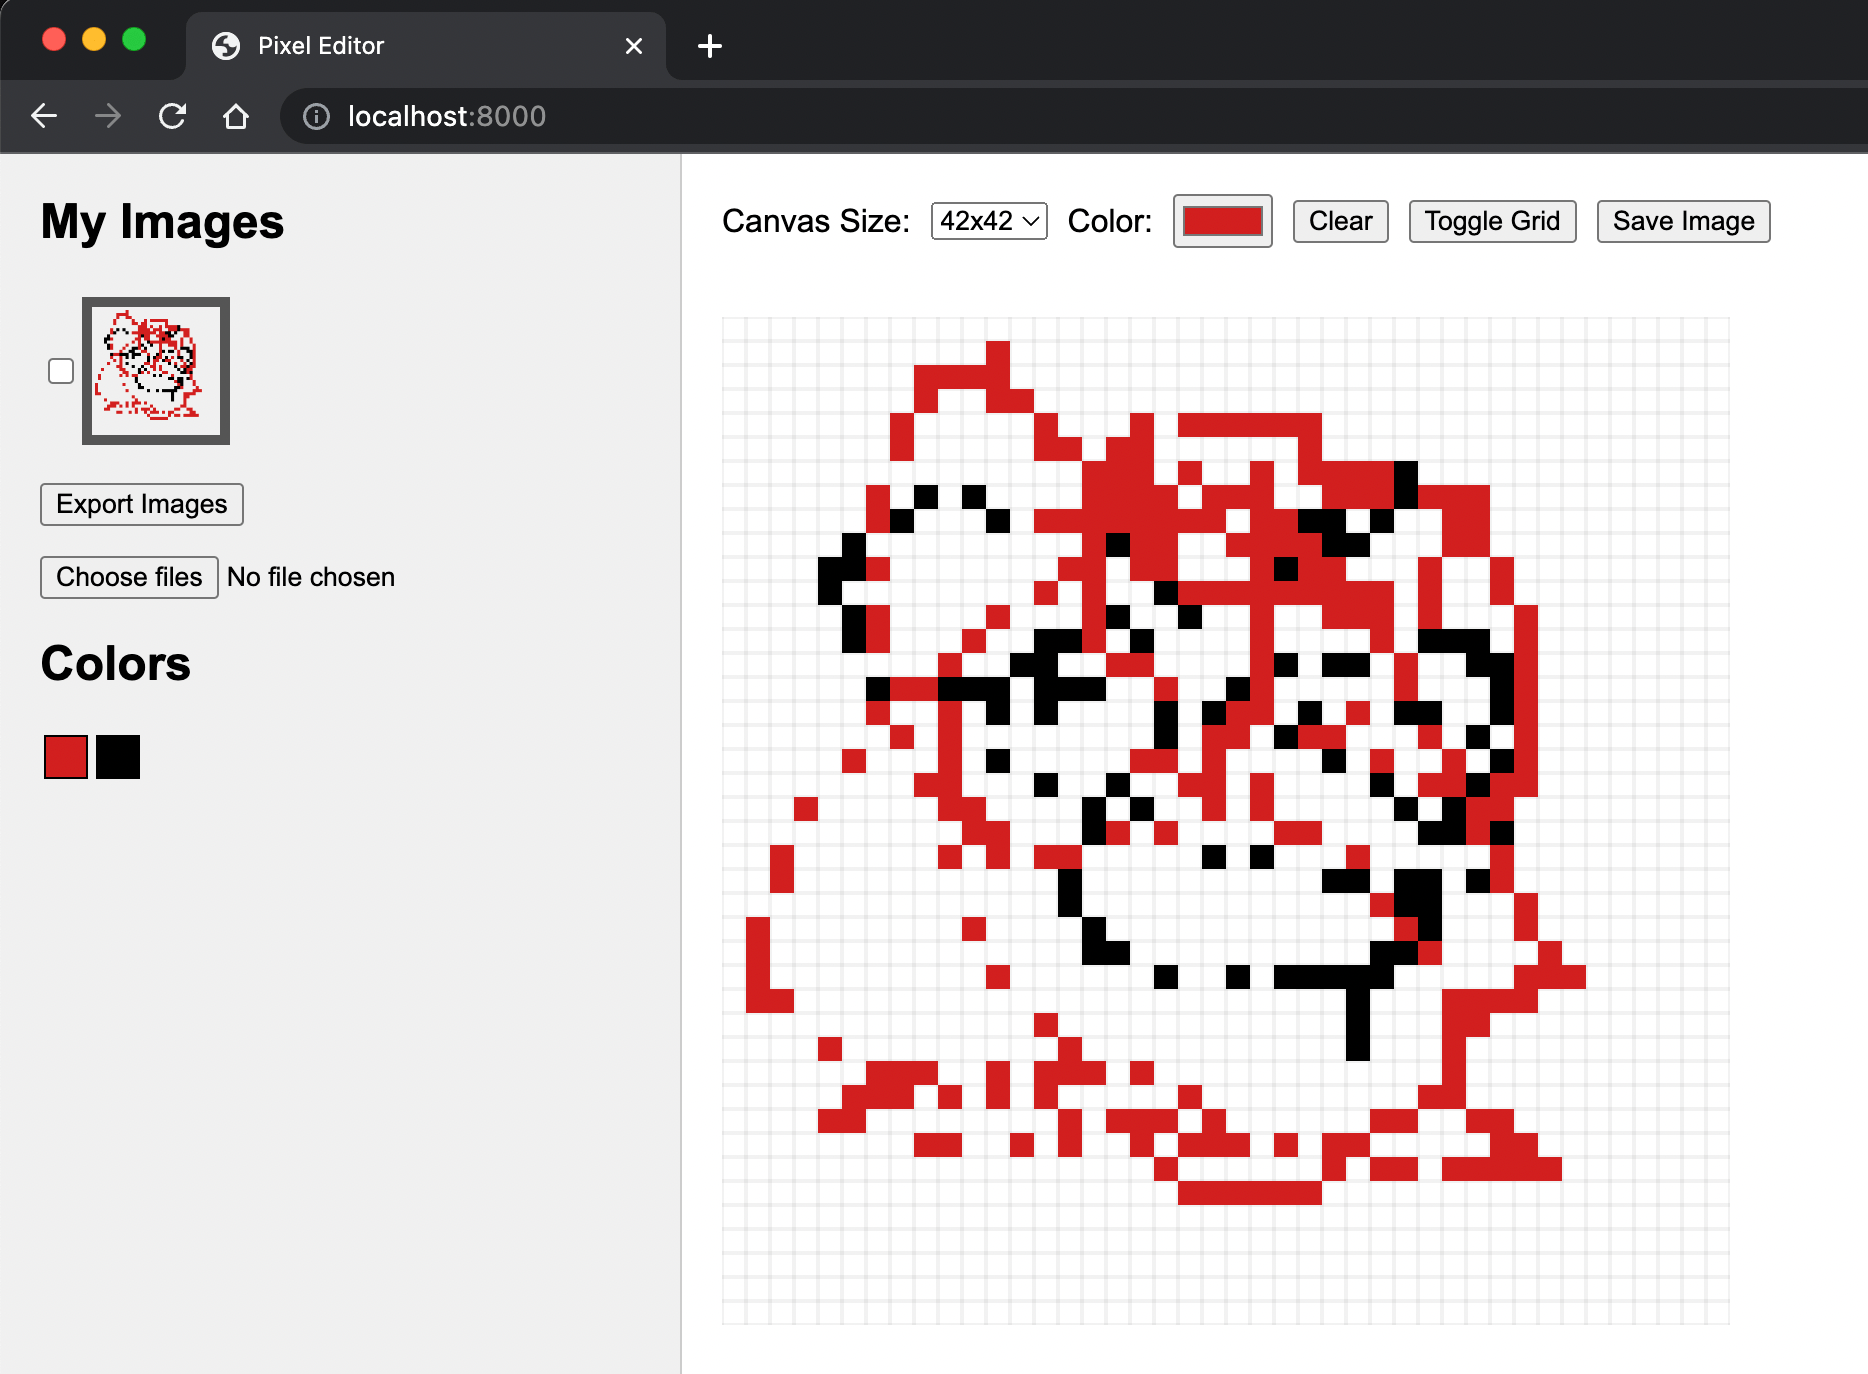 Pixel Editor
localhost:8000
My Images
Canvas Size: 42x42 Color: Clear Toggle Grid Save Image
Export Images
Choose files No file chosen
Colors